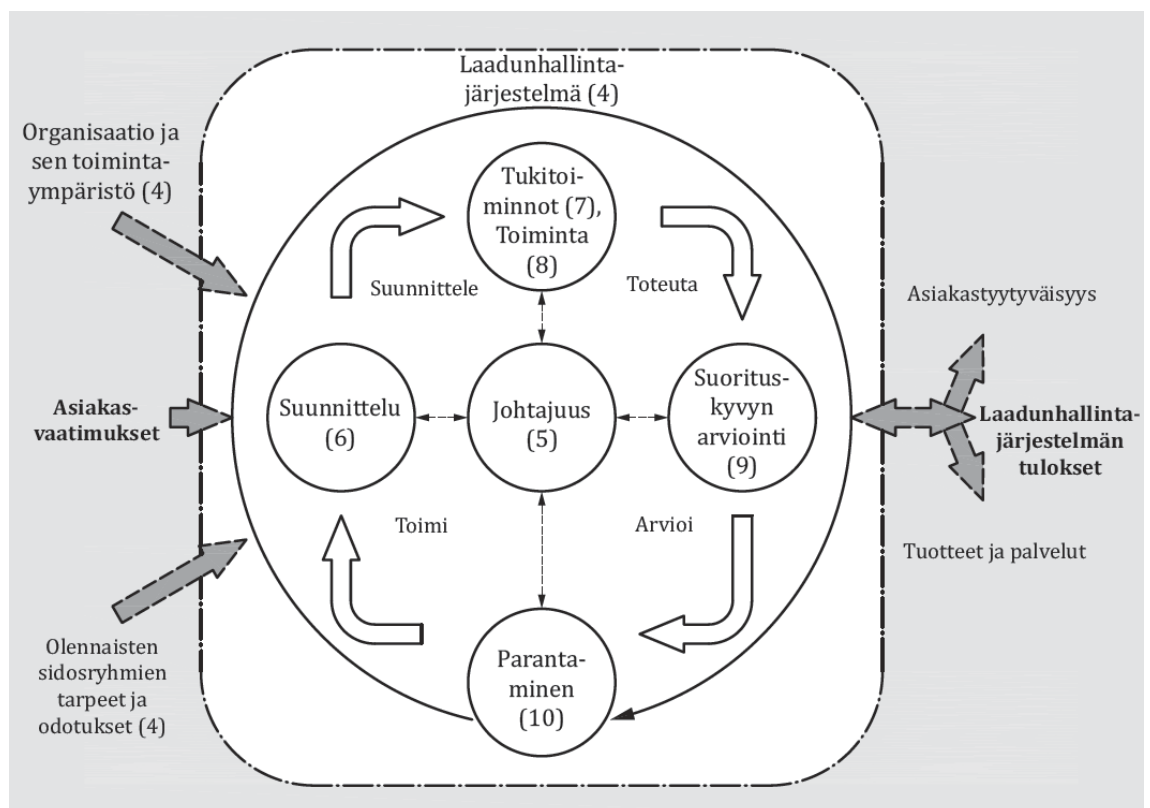 Laadunhallinta-
järjestelmä (4)
Organisaatio ja
sen toiminta-
ympäristö (4)
Tukitoi-
minnot (7),
Toiminta
(8)
Suunnittele
Toteuta
Asiakastyytyväisyys
Asiakas-
vaatimukset
Suunnittelu
(6)
Johtajuus
(5)
Suoritus-
kyvyn
arviointi
(9)
Laadunhallinta-
järjestelmän
tulokset
Toimi
Arvioi
Tuotteet ja palvelut
Olennaisten
sidosryhmien
tarpeet ja
odotukset (4)
Paranta-
minen
(10)